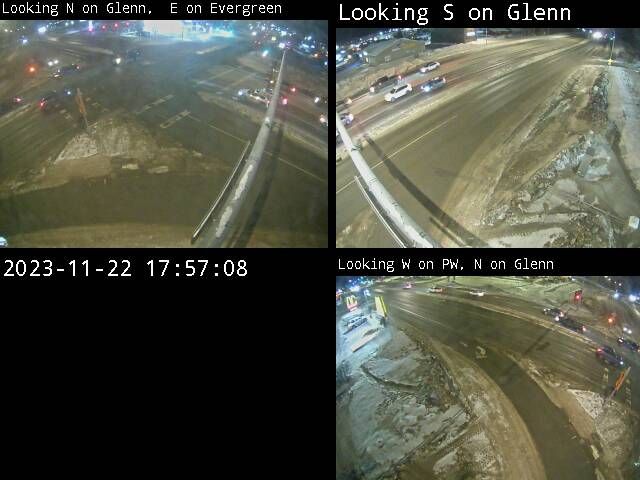 Looking N on Glenn,  E on Evergreen
Looking S on Glenn
2023-11-22 17:57:08
Looking W on PW, N on Glenn